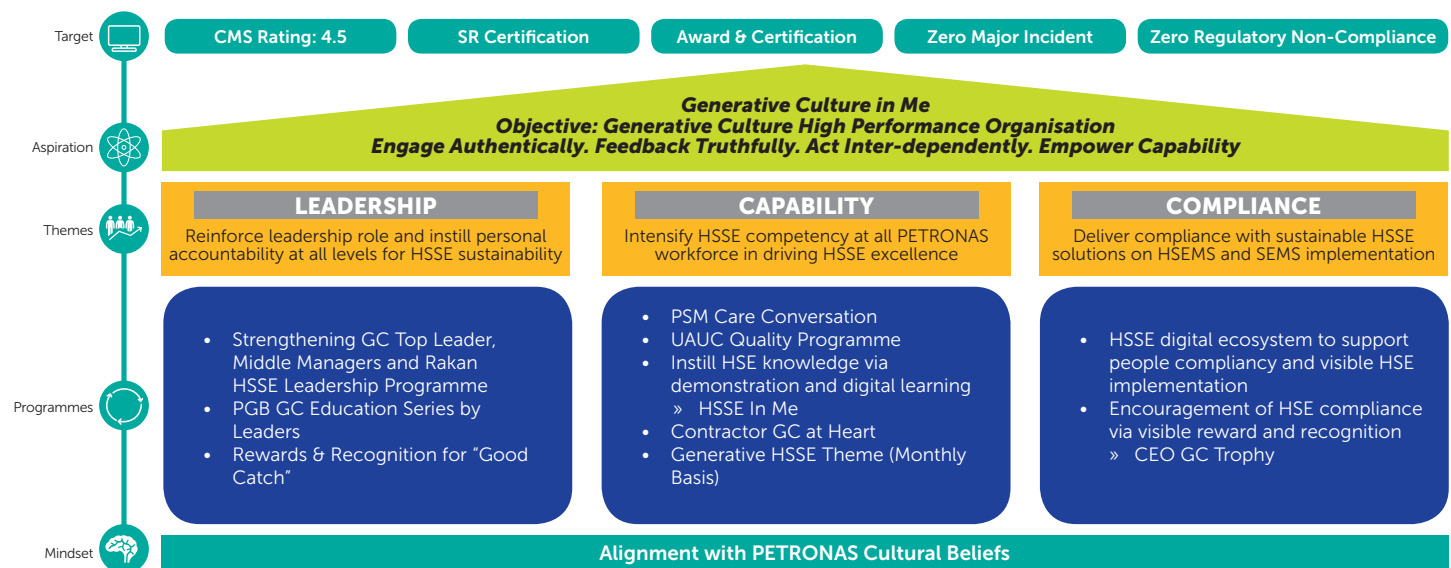 Target
CMS Rating: 4.5
SR Certification
Award & Certification
Zero Major Incident
Zero Regulatory Non-Compliance
Aspiration
Generative Culture in Me
Objective: Generative Culture High Performance Organisation
Engage Authentically. Feedback Truthfully. Act Inter-dependently. Empower Capability
Themes
LEADERSHIP
Reinforce leadership role and instill personal
accountability at all levels for HSSE sustainability
CAPABILITY
Intensify HSSE competency at all PETRONAS
workforce in driving HSSE excellence
COMPLIANCE
Deliver compliance with sustainable HSSE
solutions on HSEMS and SEMS implementation
Programmes
• Strengthening GC Top Leader,
Middle Managers and Rakan
HSSE Leadership Programme
• PGB GC Education Series by
Leaders
• Rewards & Recognition for “Good
Catch”
• PSM Care Conversation
• UAUC Quality Programme
• Instill HSE knowledge via
demonstration and digital learning
» HSSE In Me
• Contractor GC at Heart
• Generative HSSE Theme (Monthly
Basis)
• HSSE digital ecosystem to support
people compliancy and visible HSE
implementation
• Encouragement of HSE compliance
via visible reward and recognition
» CEO GC Trophy
Mindset
Alignment with PETRONAS Cultural Beliefs